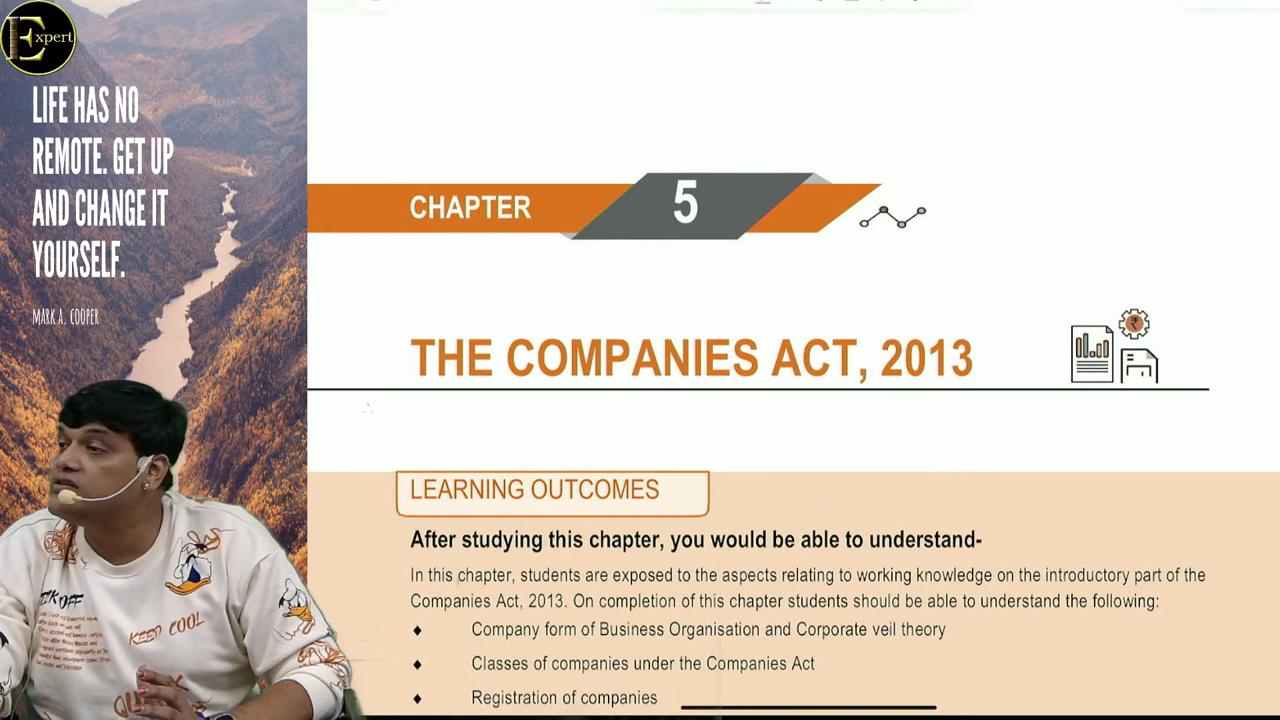 Expert
LIFE HAS NO
REMOTE. GET UP
AND CHANGE IT
YOURSELF.
MARK A. COOPER
CHAPTER 5
THE COMPANIES ACT, 2013
LEARNING OUTCOMES
After studying this chapter, you would be able to understand-
In this chapter, students are exposed to the aspects relating to working knowledge on the introductory part of the
Companies Act, 2013. On completion of this chapter students should be able to understand the following:
♦ Company form of Business Organisation and Corporate veil theory
♦ Classes of companies under the Companies Act
♦ Registration of companies
KEEP COOL